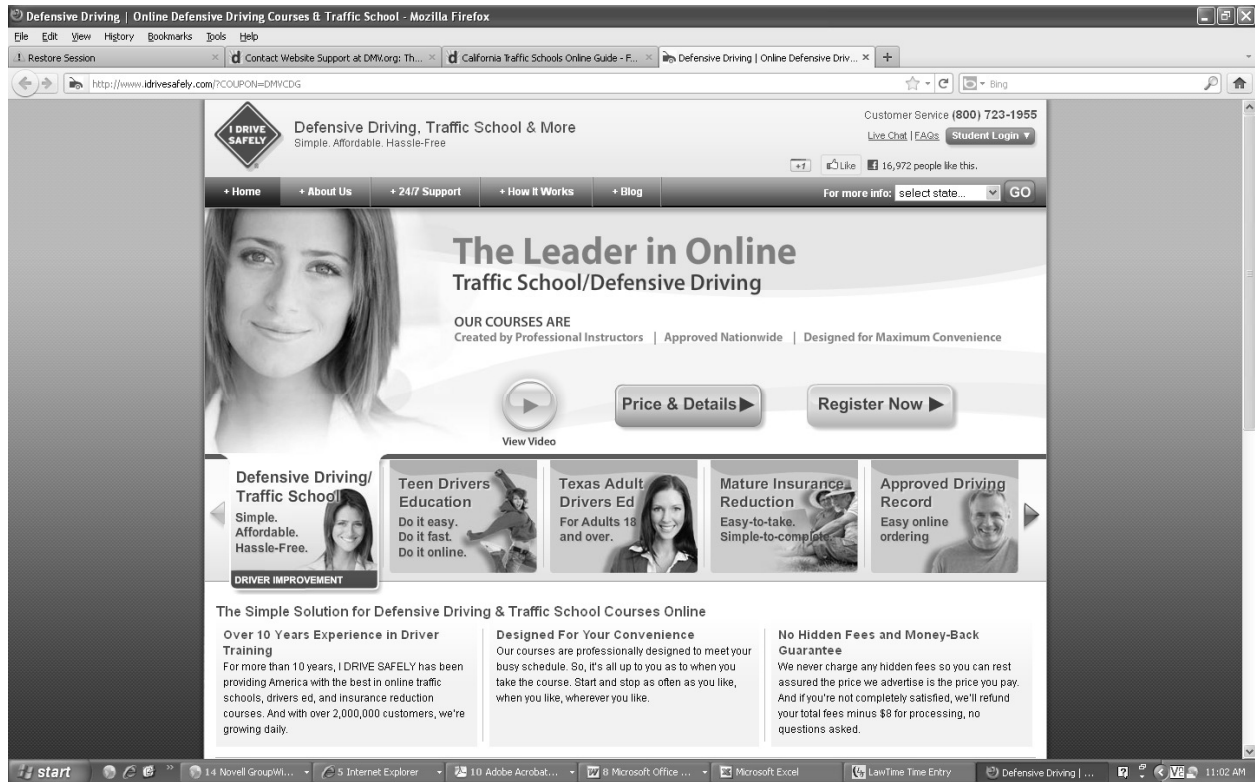 Defensive Driving | Online Defensive Driving Courses & Traffic School - Mozilla Firefox
File Edit View History Bookmarks Tools Help
Restore Session
Contact Website Support at DMV.org: Th...
California Traffic Schools Online Guide - F...
Defensive Driving | Online Defensive Driv...
http://www.idrivesafely.com/?COUPON=DMVCDG
Bing
I DRIVE
SAFELY
Defensive Driving, Traffic School & More
Simple. Affordable. Hassle-Free
Customer Service (800) 723-1955
Live Chat | FAQs Student Login ▼
+1 Like 16,972 people like this.
+ Home + About Us + 24/7 Support + How It Works + Blog For more info: select state... GO
The Leader in Online
Traffic School/Defensive Driving
OUR COURSES ARE
Created by Professional Instructors | Approved Nationwide | Designed for Maximum Convenience
View Video
Price & Details
Register Now
Defensive Driving/
Traffic School
Simple.
Affordable.
Hassle-Free.
DRIVER IMPROVEMENT
Teen Drivers
Education
Do it easy.
Do it fast.
Do it online.
Texas Adult
Drivers Ed
For Adults 18
and over.
Mature Insurance
Reduction
Easy-to-take.
Simple-to-complete.
Approved Driving
Record
Easy online
ordering
The Simple Solution for Defensive Driving & Traffic School Courses Online
Over 10 Years Experience in Driver
Training
For more than 10 years, I DRIVE SAFELY has been
providing America with the best in online traffic
schools, drivers ed, and insurance reduction
courses. And with over 2,000,000 customers, we're
growing daily.
Designed For Your Convenience
Our courses are professionally designed to meet your
busy schedule. So, it's all up to you as to when you
take the course. Start and stop as often as you like,
when you like, wherever you like.
No Hidden Fees and Money-Back
Guarantee
We never charge any hidden fees so you can rest
assured the price we advertise is the price you pay.
And if you're not completely satisfied, we'll refund
your total fees minus $8 for processing, no
questions asked.
start 14 Novell GroupWi... 5 Internet Explorer 10 Adobe Acrobat... 8 Microsoft Office ... Microsoft Excel LawTime Time Entry Defensive Driving | ... 11:02 AM